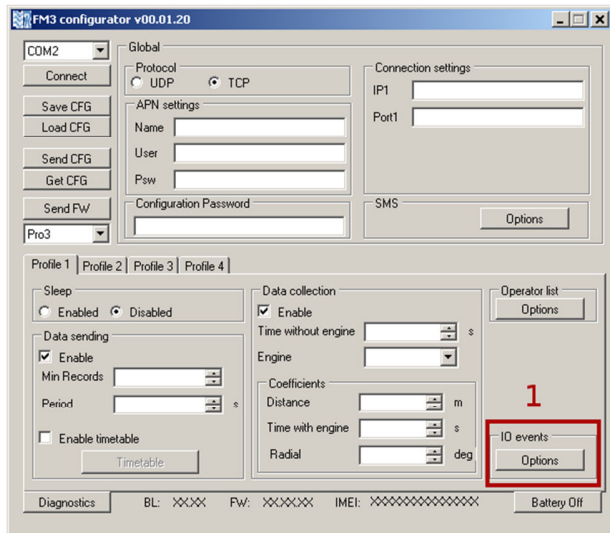 FM3 configurator v00.01.20
COM2
Connect
Save CFG
Load CFG
Send CFG
Get CFG
Send FW
Pro3
Global
Protocol
UDP TCP
APN settings
Name
User
Psw
Configuration Password
Connection settings
IP1
Port1
SMS
Options
Profile 1 Profile 2 Profile 3 Profile 4
Sleep
Enabled Disabled
Data sending
Enable
Min Records
Period s
Enable timetable
Timetable
Data collection
Enable
Time without engine s
Engine
Coefficients
Distance m
Time with engine s
Radial deg
Operator list
Options
1
IO events
Options
Diagnostics BL: XX.XX FW: XX.XX.XX IMEI: XXXXXXXXXXXXXXX Battery Off